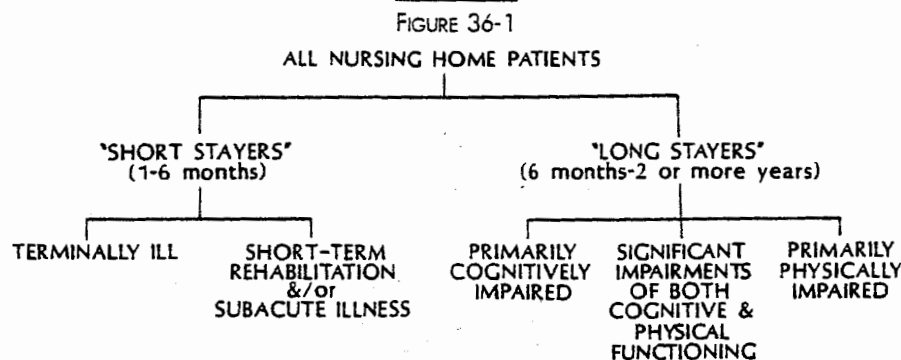 FIGURE 36-1
ALL NURSING HOME PATIENTS
"SHORT STAYERS"
(1-6 months)
"LONG STAYERS"
(6 months-2 or more years)
TERMINALLY ILL
SHORT-TERM
REHABILITATION
&/or
SUBACUTE ILLNESS
PRIMARILY
COGNITIVELY
IMPAIRED
SIGNIFICANT
IMPAIRMENTS
OF BOTH
COGNITIVE &
PHYSICAL
FUNCTIONING
PRIMARILY
PHYSICALLY
IMPAIRED